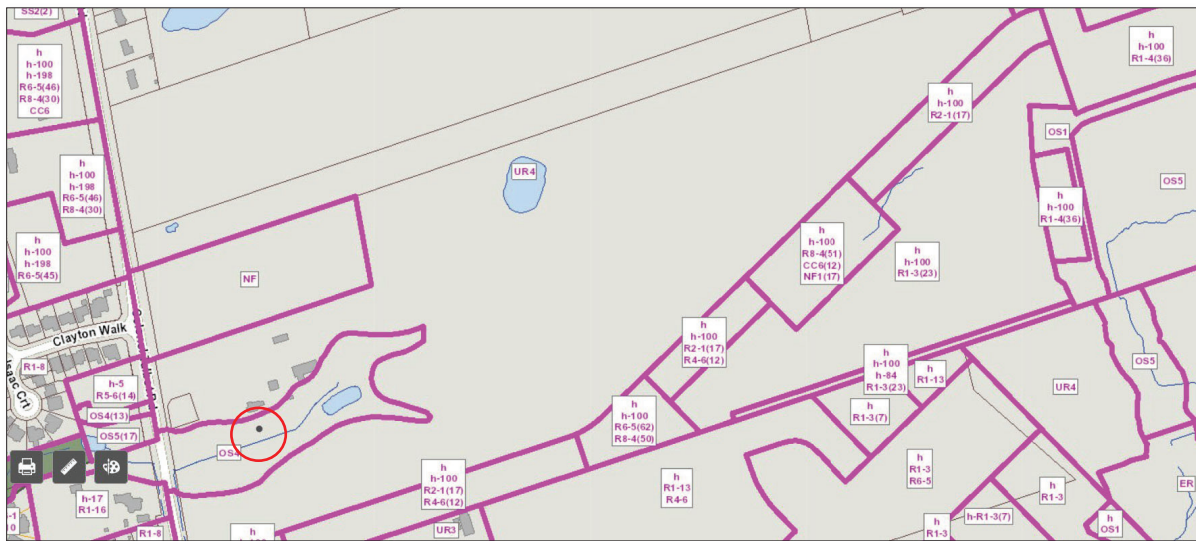 SS2(2)
h
h-100
h-198
R6-5(46)
R8-4(30)
CC6
h
h-100
R1-4(36)
h
h-100
R2-1(17)
OS1
h
h-100
h-198
R6-5(46)
R8-4(30)
UR4
OS5
h
h-100
R1-4(36)
h
h-100
h-198
R6-5(45)
h
h-100
R8-4(51)
CC6(12)
NF1(17)
h
h-100
R1-3(23)
NF
Clayton Walk
h
h-100
R2-1(17)
R4-6(12)
R1-8
Isaac Crt
h-5
R5-6(14)
h
h-100
h-84
R1-3(23)
h
R1-13
OS5
UR4
OS4(13)
h
R1-3(7)
h
h-100
R6-5(62)
R8-4(50)
OS5(17)
OS4
h
h-100
R2-1(17)
R4-6(12)
h
R1-13
R4-6
h
R1-3
R6-5
h
R1-3
ER
h-17
R1-16
h-R1-3(7)
h
OS1
R1-8
UR3
h
R1-3
h